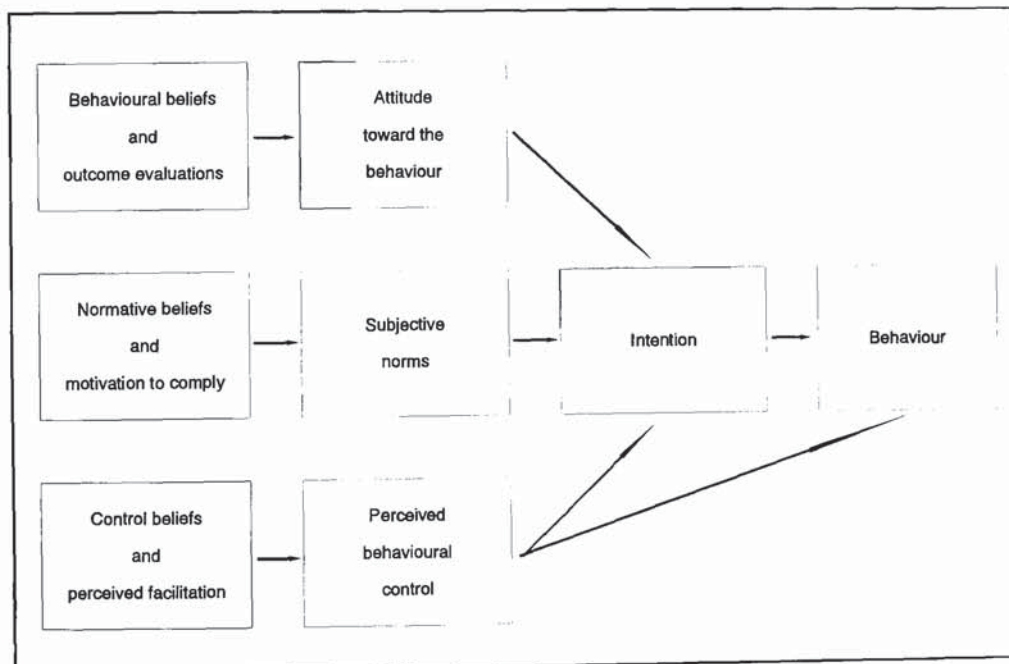 Behavioural beliefs
and
outcome evaluations
Attitude
toward the
behaviour
Normative beliefs
and
motivation to comply
Subjective
norms
Intention
Behaviour
Control beliefs
and
perceived facilitation
Perceived
behavioural
control